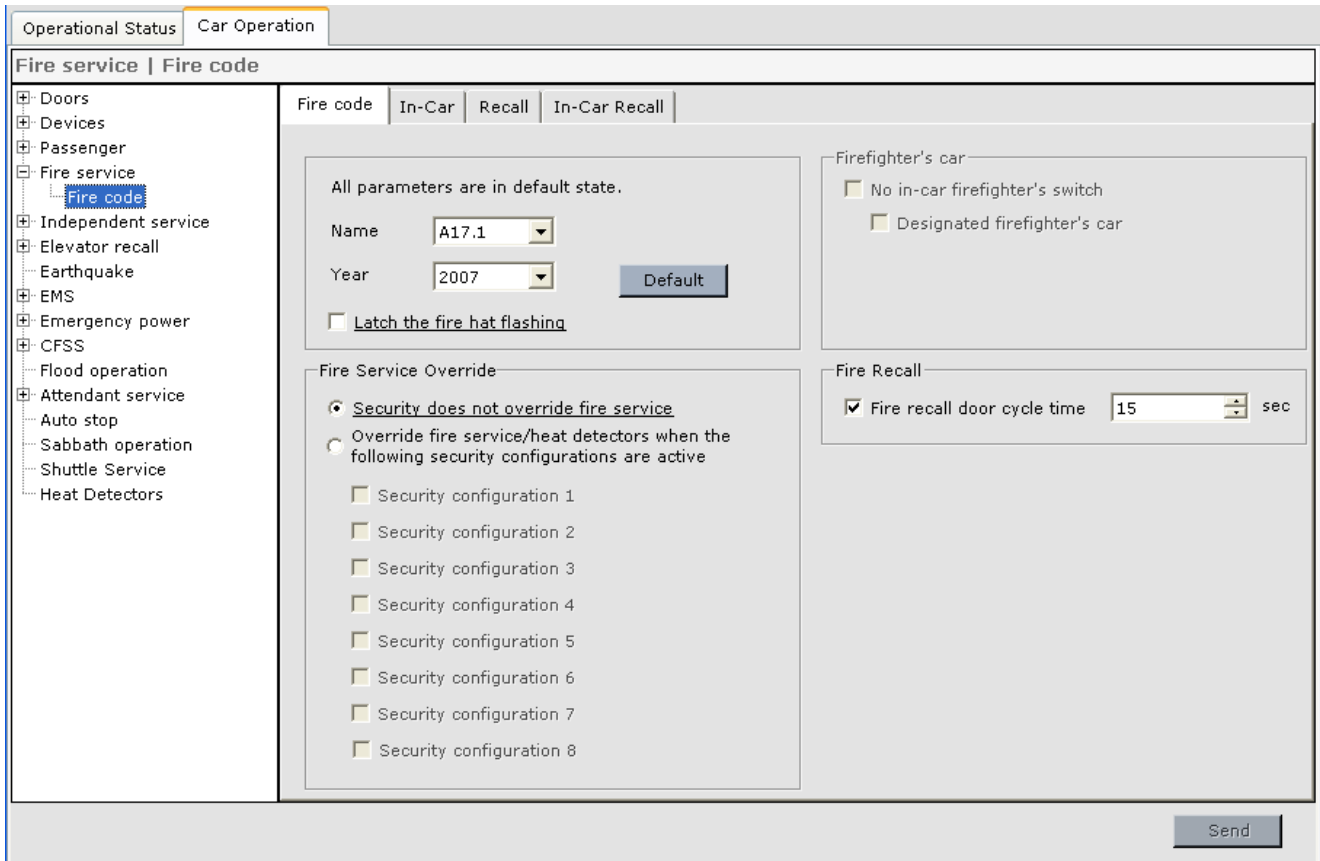 Operational Status
Car Operation
Fire service | Fire code
Doors
Devices
Passenger
Fire service
Fire code
Independent service
Elevator recall
Earthquake
EMS
Emergency power
CFSS
Flood operation
Attendant service
Auto stop
Sabbath operation
Shuttle Service
Heat Detectors
Fire code
In-Car
Recall
In-Car Recall
All parameters are in default state.
Name
A17.1
Year
2007
Default
Latch the fire hat flashing
Fire Service Override
Security does not override fire service
Override fire service/heat detectors when the
following security configurations are active
Security configuration 1
Security configuration 2
Security configuration 3
Security configuration 4
Security configuration 5
Security configuration 6
Security configuration 7
Security configuration 8
Firefighter's car
No in-car firefighter's switch
Designated firefighter's car
Fire Recall
Fire recall door cycle time 15 sec
Send